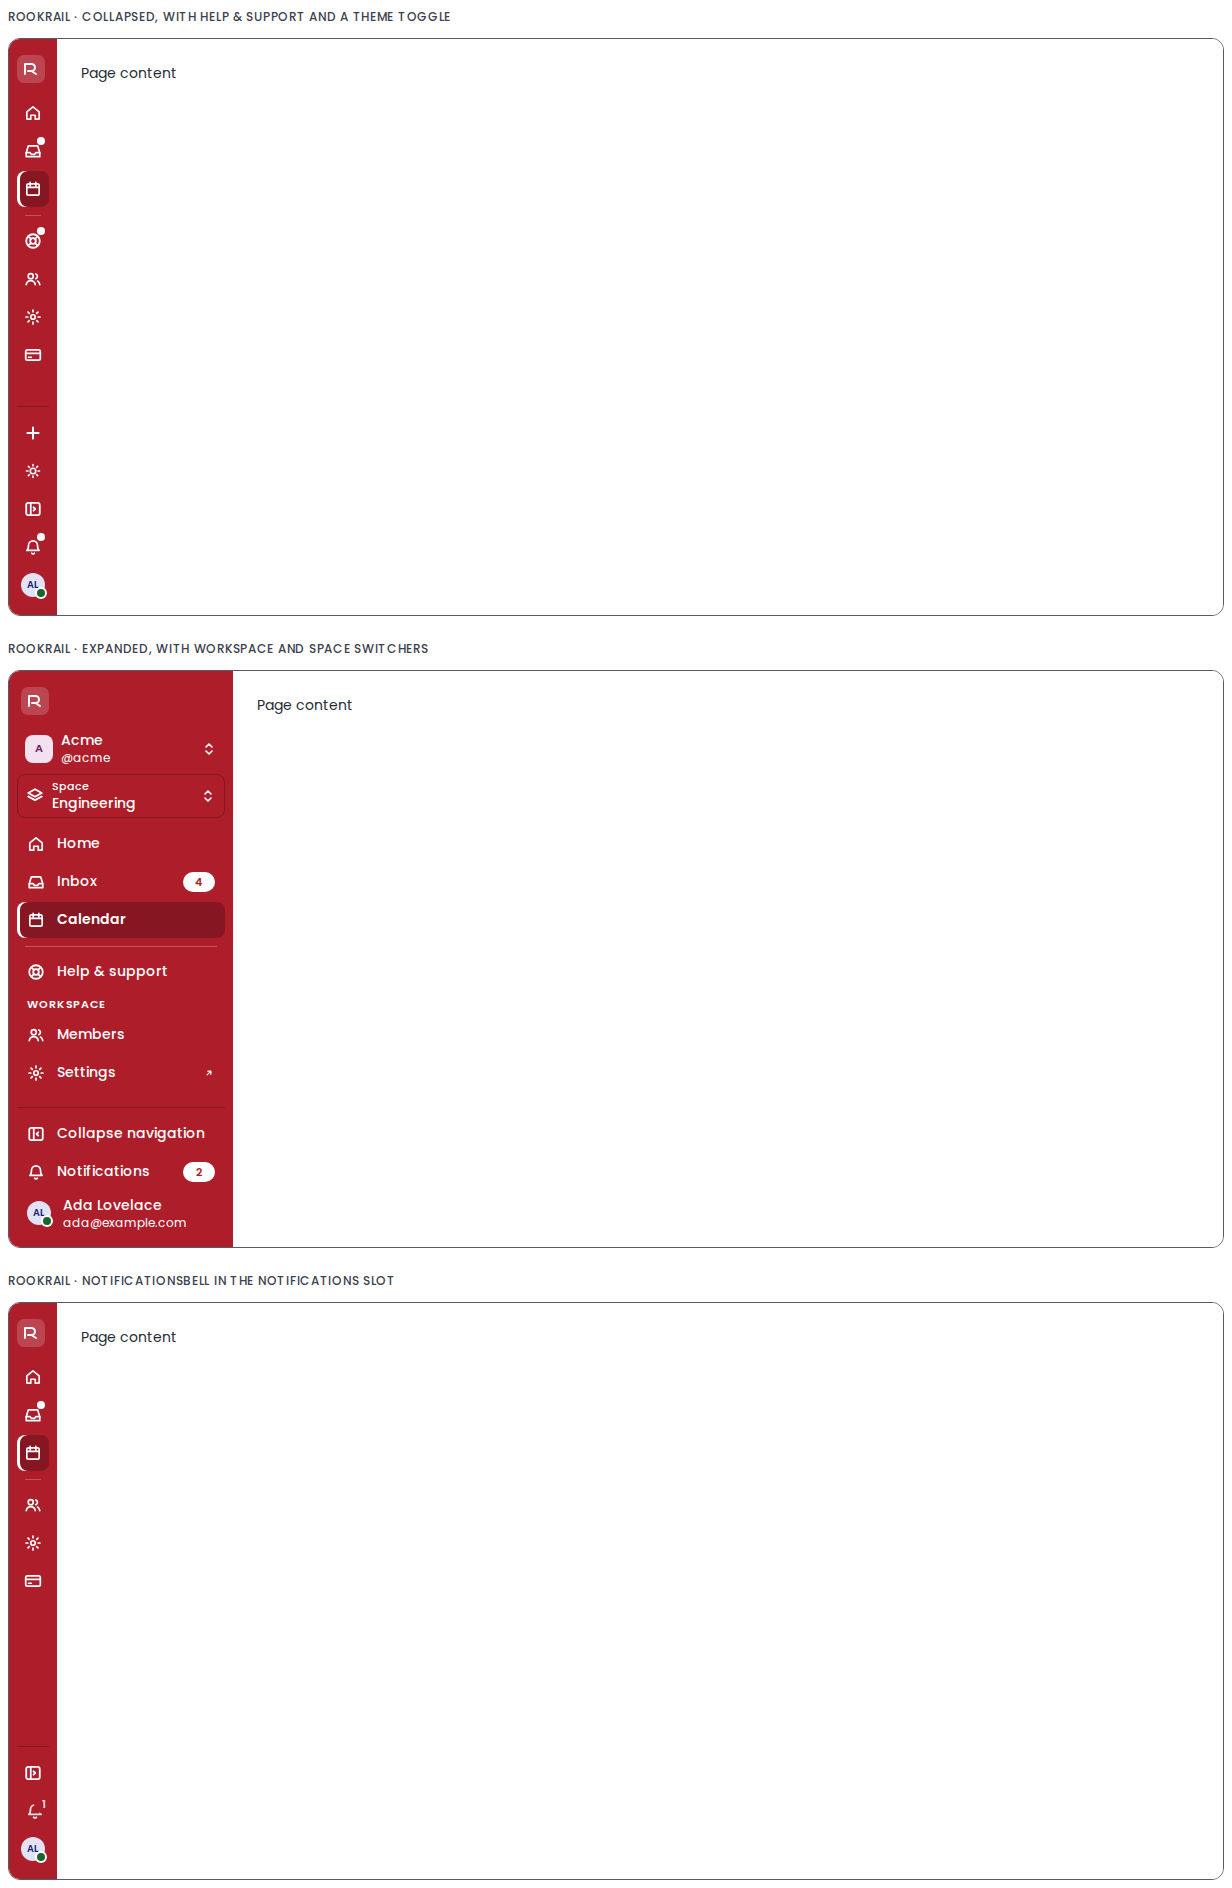 ROOKRAIL · COLLAPSED, WITH HELP & SUPPORT AND A THEME TOGGLE
R
Page content
AL
ROOKRAIL · EXPANDED, WITH WORKSPACE AND SPACE SWITCHERS
R
Page content
A
Acme
@acme
Space
Engineering
Home
Inbox 4
Calendar
Help & support
WORKSPACE
Members
Settings
Collapse navigation
Notifications 2
AL
Ada Lovelace
ada@example.com
ROOKRAIL · NOTIFICATIONSBELL IN THE NOTIFICATIONS SLOT
R
Page content
1
AL